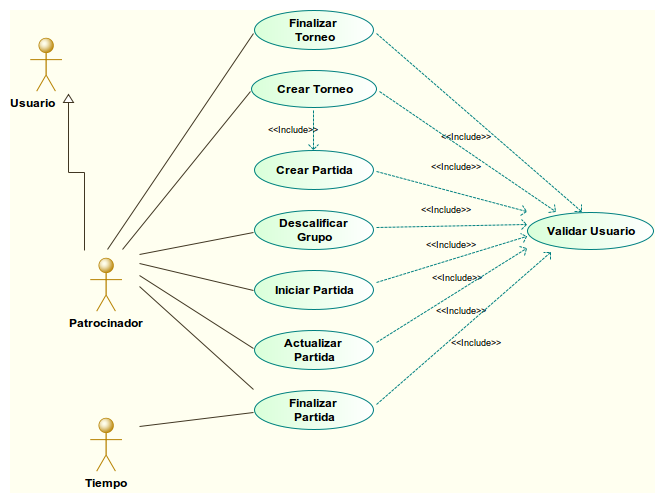 Finalizar
Torneo
Usuario
Crear Torneo
<<Include>>
<<Include>>
Crear Partida
<<Include>>
Descalificar
Grupo
<<Include>>
Validar Usuario
<<Include>>
Iniciar Partida
<<Include>>
Patrocinador
<<Include>>
Actualizar
Partida
<<Include>>
Finalizar
Partida
Tiempo